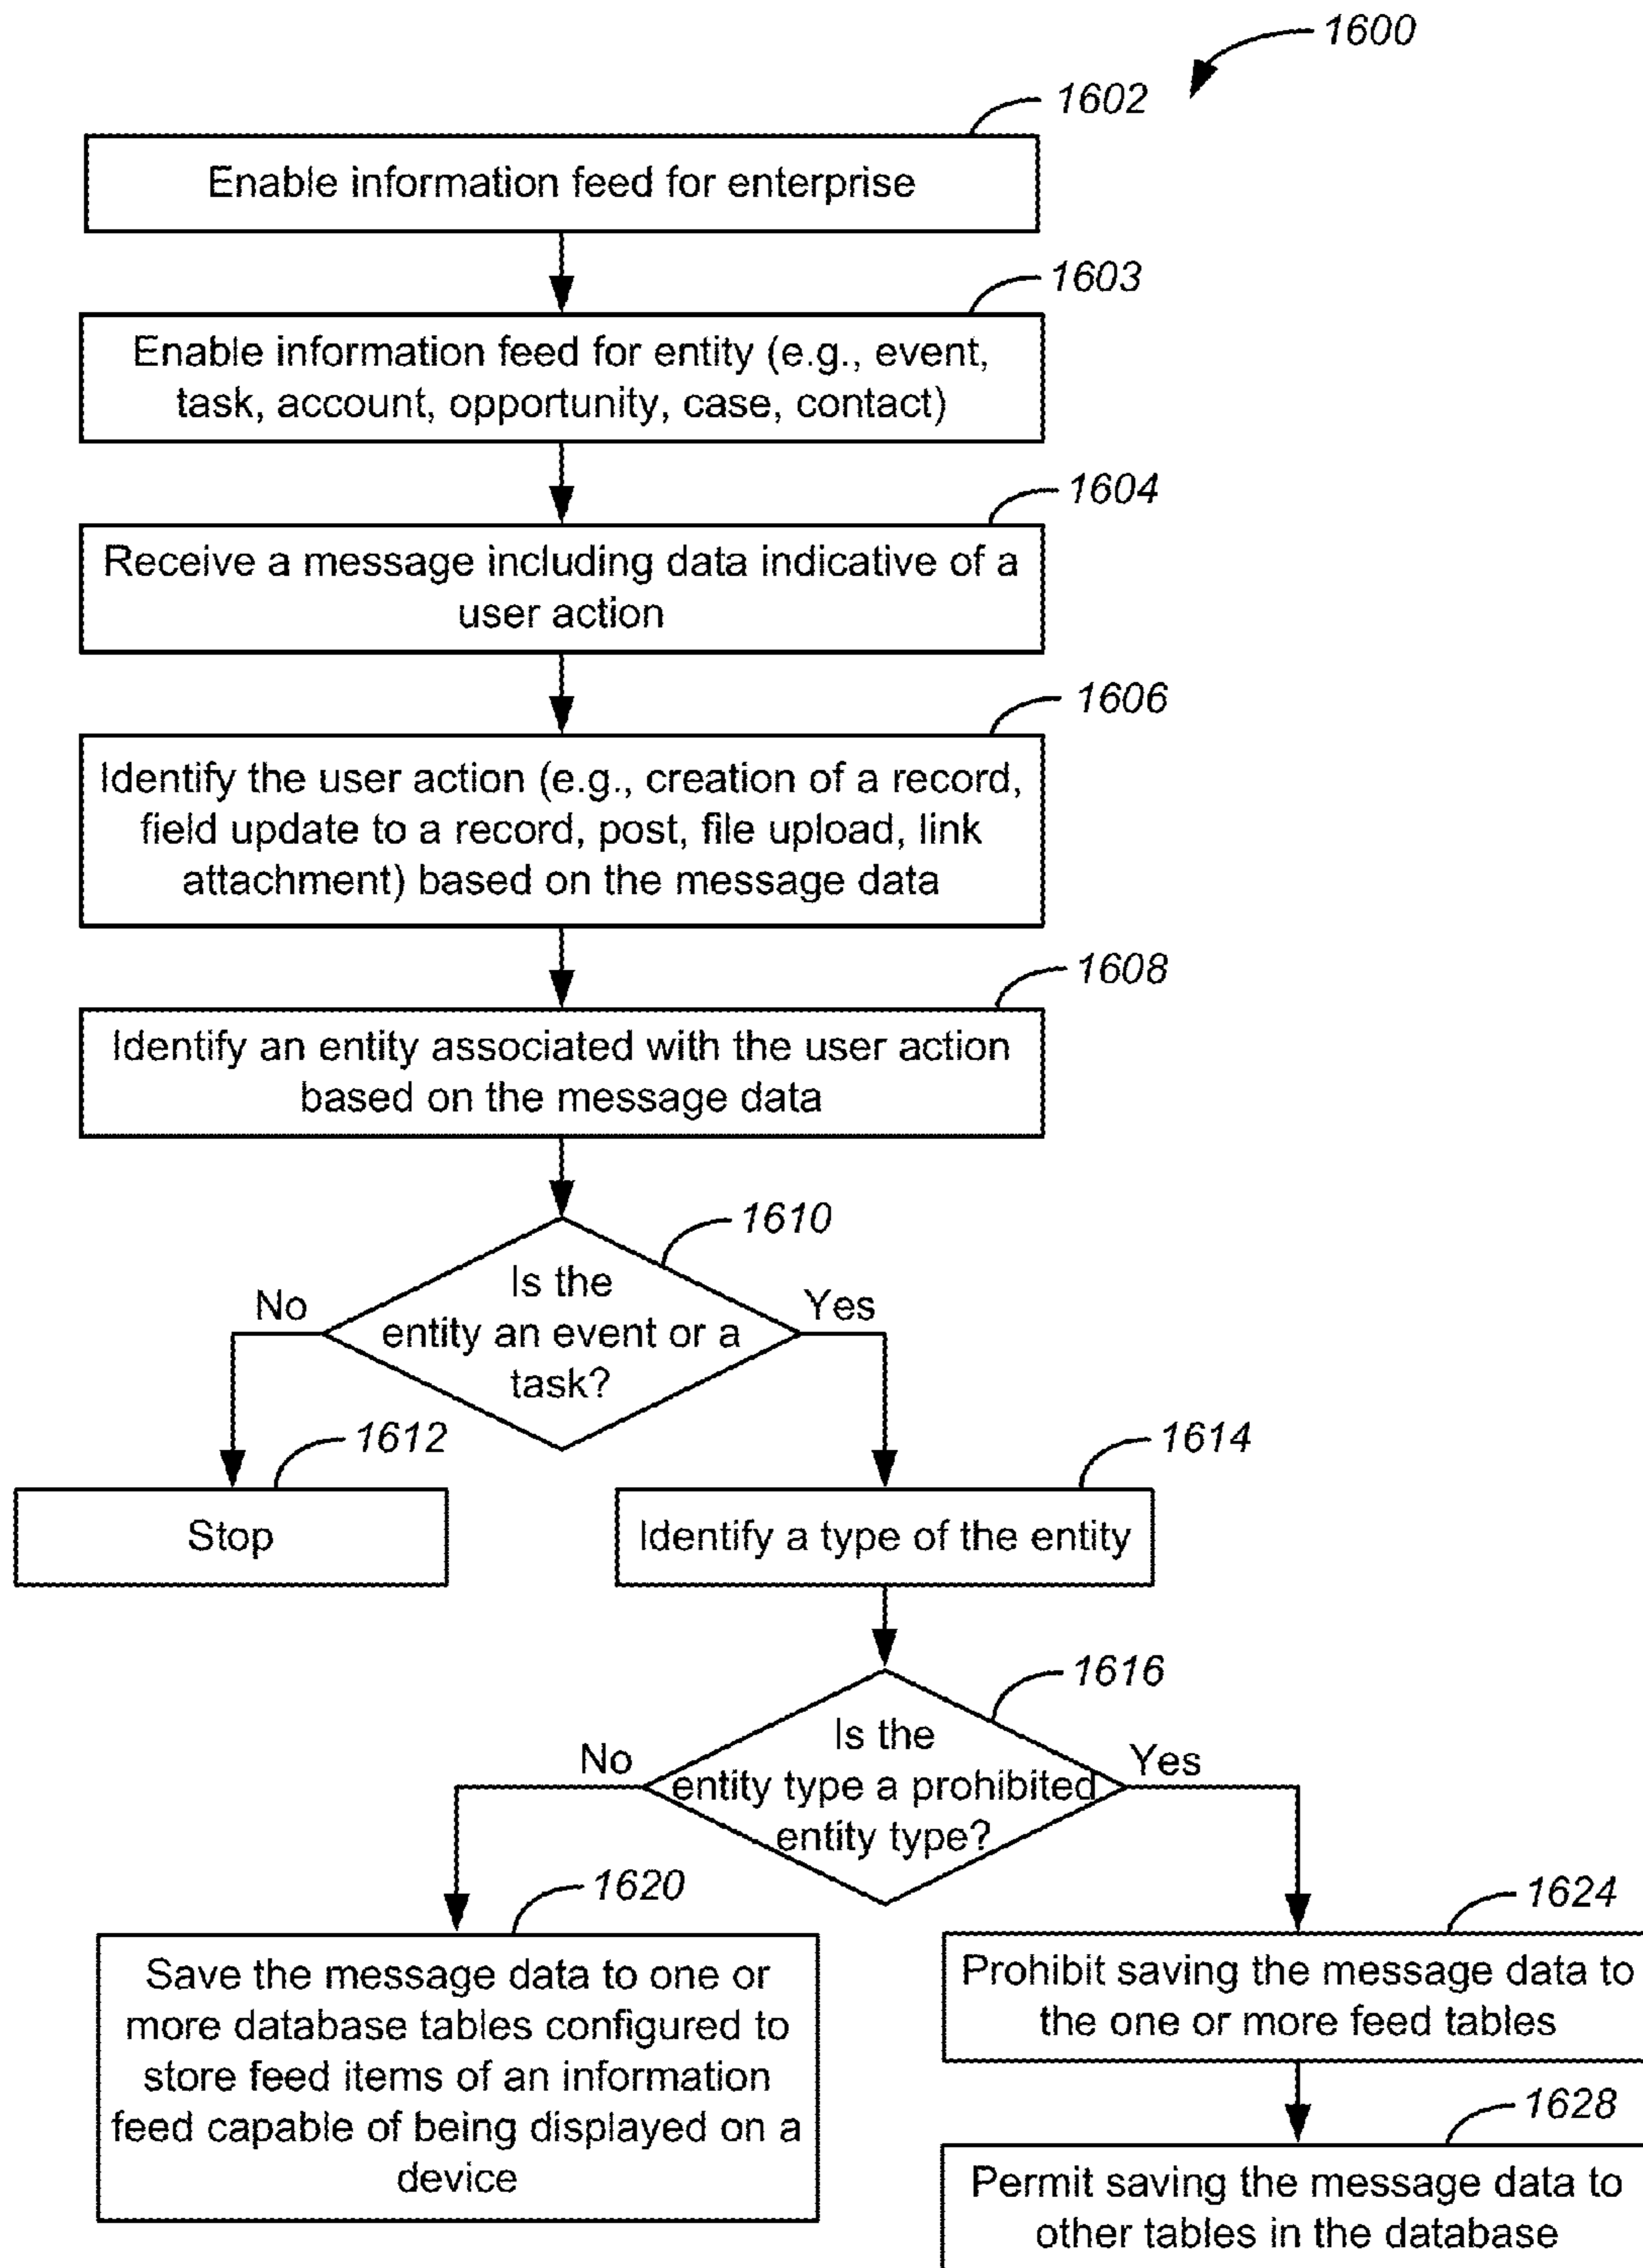 1600
1602
Enable information feed for enterprise
1603
Enable information feed for entity (e.g., event,
task, account, opportunity, case, contact)
1604
Receive a message including data indicative of a
user action
1606
Identify the user action (e.g., creation of a record,
field update to a record, post, file upload, link
attachment) based on the message data
1608
Identify an entity associated with the user action
based on the message data
1610
Is the
entity an event or a
task?
No
Yes
1612
Stop
1614
Identify a type of the entity
1616
Is the
entity type a prohibited
entity type?
No
Yes
1620
Save the message data to one or
more database tables configured to
store feed items of an information
feed capable of being displayed on a
device
1624
Prohibit saving the message data to
the one or more feed tables
1628
Permit saving the message data to
other tables in the database